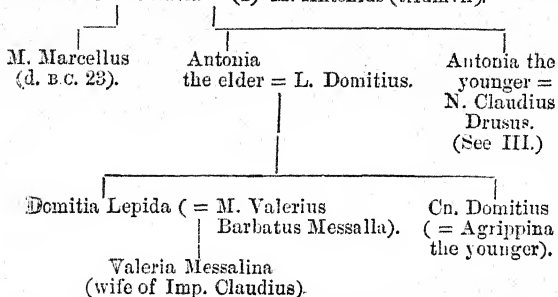 (2) M. Antonius (triumvir).
M. Marcellus
(d. B.C. 23).
Antonia
the elder = L. Domitius.
Antonia the
younger =
N. Claudius
Drusus.
(See III.)
Domitia Lepida ( = M. Valerius
Barbatus Messalla).
Cn. Domitius
( = Agrippina
the younger).
Valeria Messalina
(wife of Imp. Claudius).